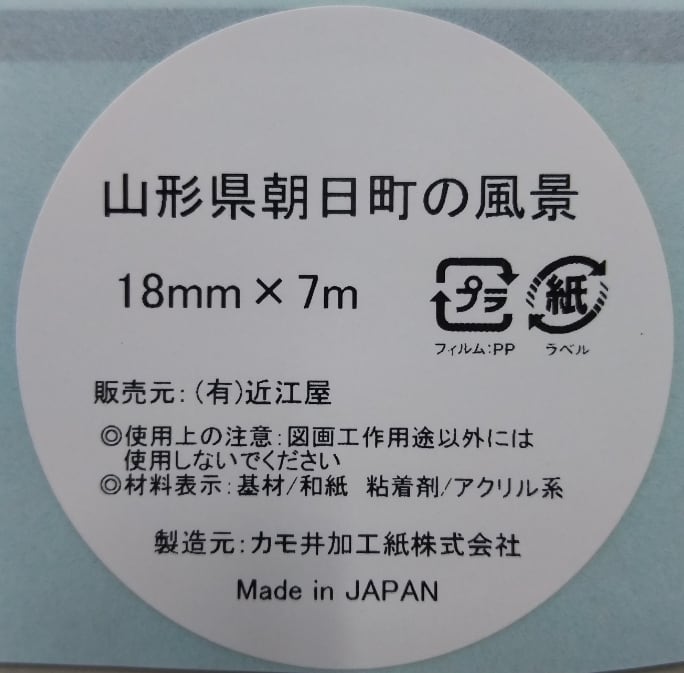 山形県朝日町の風景
18mm×7m
プラ
紙
フィルム:PP
ラベル
販売元:(有)近江屋
◎使用上の注意:図画工作用途以外には
使用しないでください
◎材料表示:基材/和紙 粘着剤/アクリル系
製造元:カモ井加工紙株式会社
Made in JAPAN